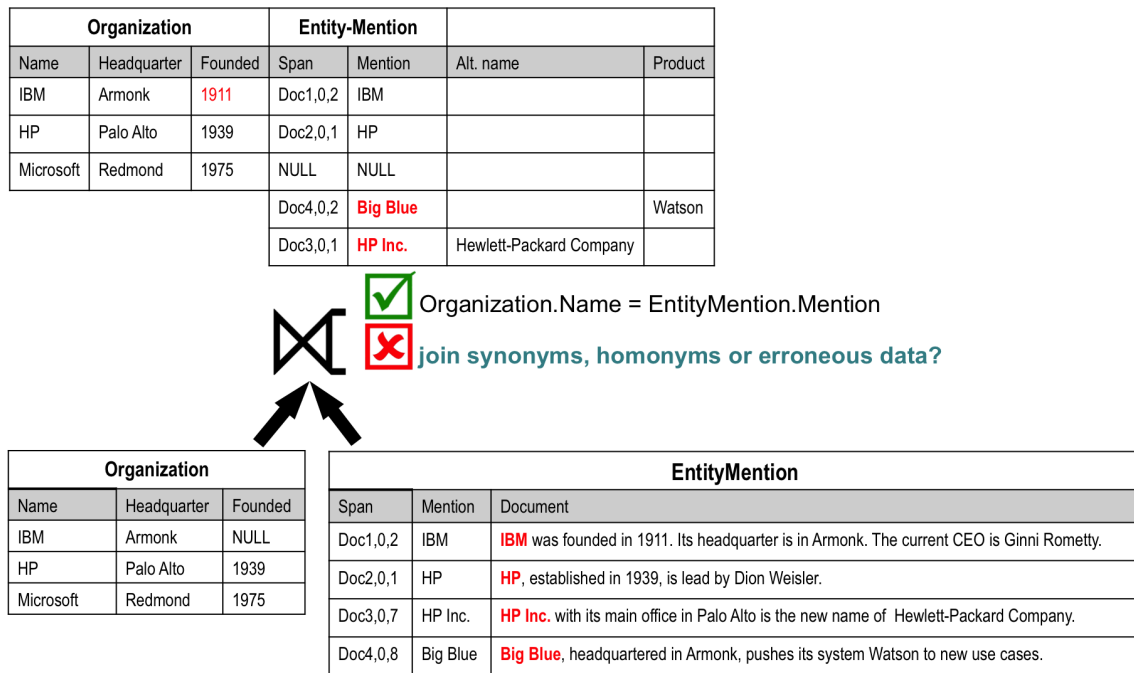 Organization Entity-Mention
Name Headquarter Founded Span Mention Alt. name Product
IBM Armonk 1911 Doc1,0,2 IBM
HP Palo Alto 1939 Doc2,0,1 HP
Microsoft Redmond 1975 NULL NULL
Doc4,0,2 Big Blue Watson
Doc3,0,1 HP Inc. Hewlett-Packard Company
Organization.Name = EntityMention.Mention
join synonyms, homonyms or erroneous data?
Organization
Name Headquarter Founded
IBM Armonk NULL
HP Palo Alto 1939
Microsoft Redmond 1975
EntityMention
Span Mention Document
Doc1,0,2 IBM IBM was founded in 1911. Its headquarter is in Armonk. The current CEO is Ginni Rometty.
Doc2,0,1 HP HP, established in 1939, is lead by Dion Weisler.
Doc3,0,7 HP Inc. HP Inc. with its main office in Palo Alto is the new name of Hewlett-Packard Company.
Doc4,0,8 Big Blue Big Blue, headquartered in Armonk, pushes its system Watson to new use cases.